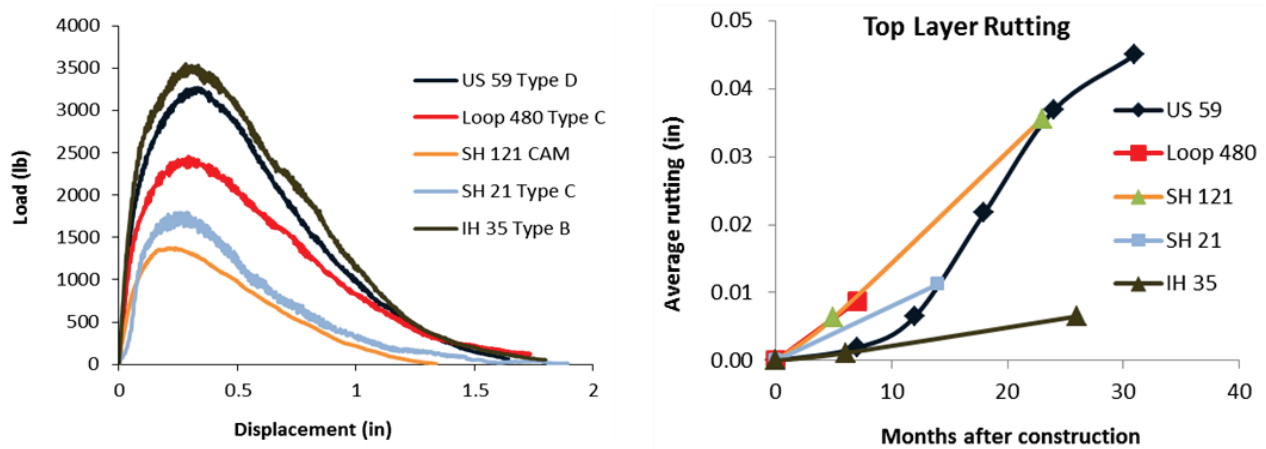 4000
3500
3000
2500
2000
1500
1000
500
0
Load (lb)
US 59 Type D
Loop 480 Type C
SH 121 CAM
SH 21 Type C
IH 35 Type B
0
0.5
1
1.5
2
Displacement (in)
Top Layer Rutting
0.05
0.04
0.03
0.02
0.01
0.00
Average rutting (in)
US 59
Loop 480
SH 121
SH 21
IH 35
0
10
20
30
40
Months after construction